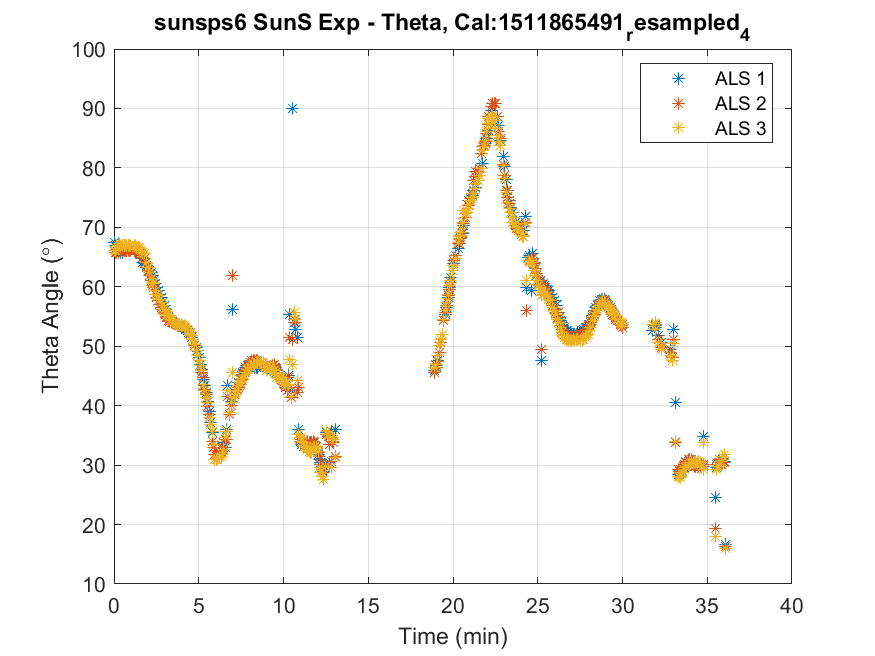 sunsps6 SunS Exp - Theta, Cal:1511865491_resampled_4
100
90
80
70
60
50
40
30
20
10
Theta Angle (°)
ALS 1
ALS 2
ALS 3
0 5 10 15 20 25 30 35 40
Time (min)